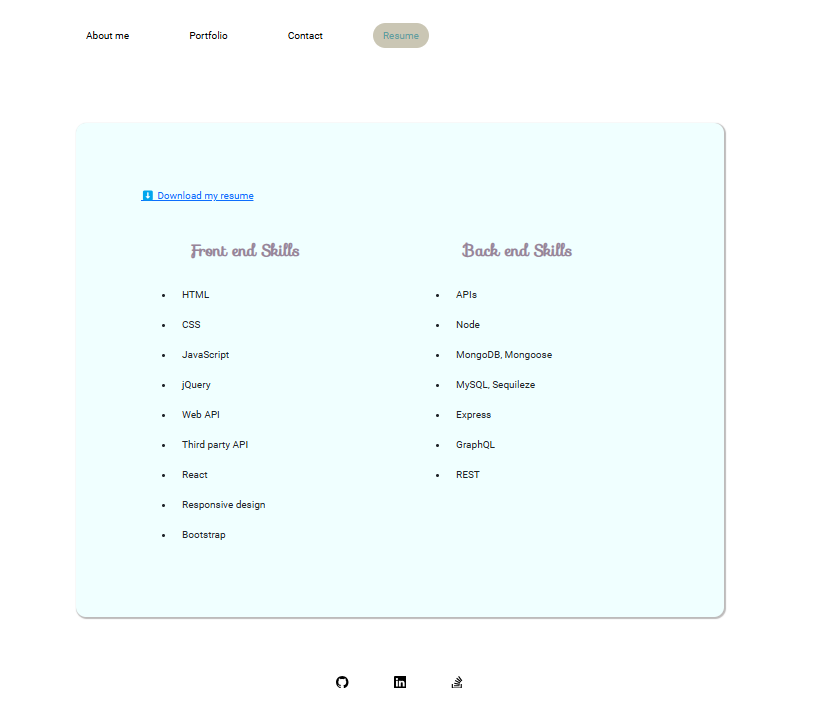 About me Portfolio Contact Resume
Download my resume
Front end Skills
HTML
CSS
JavaScript
jQuery
Web API
Third party API
React
Responsive design
Bootstrap
Back end Skills
APIs
Node
MongoDB, Mongoose
MySQL, Sequileze
Express
GraphQL
REST
in